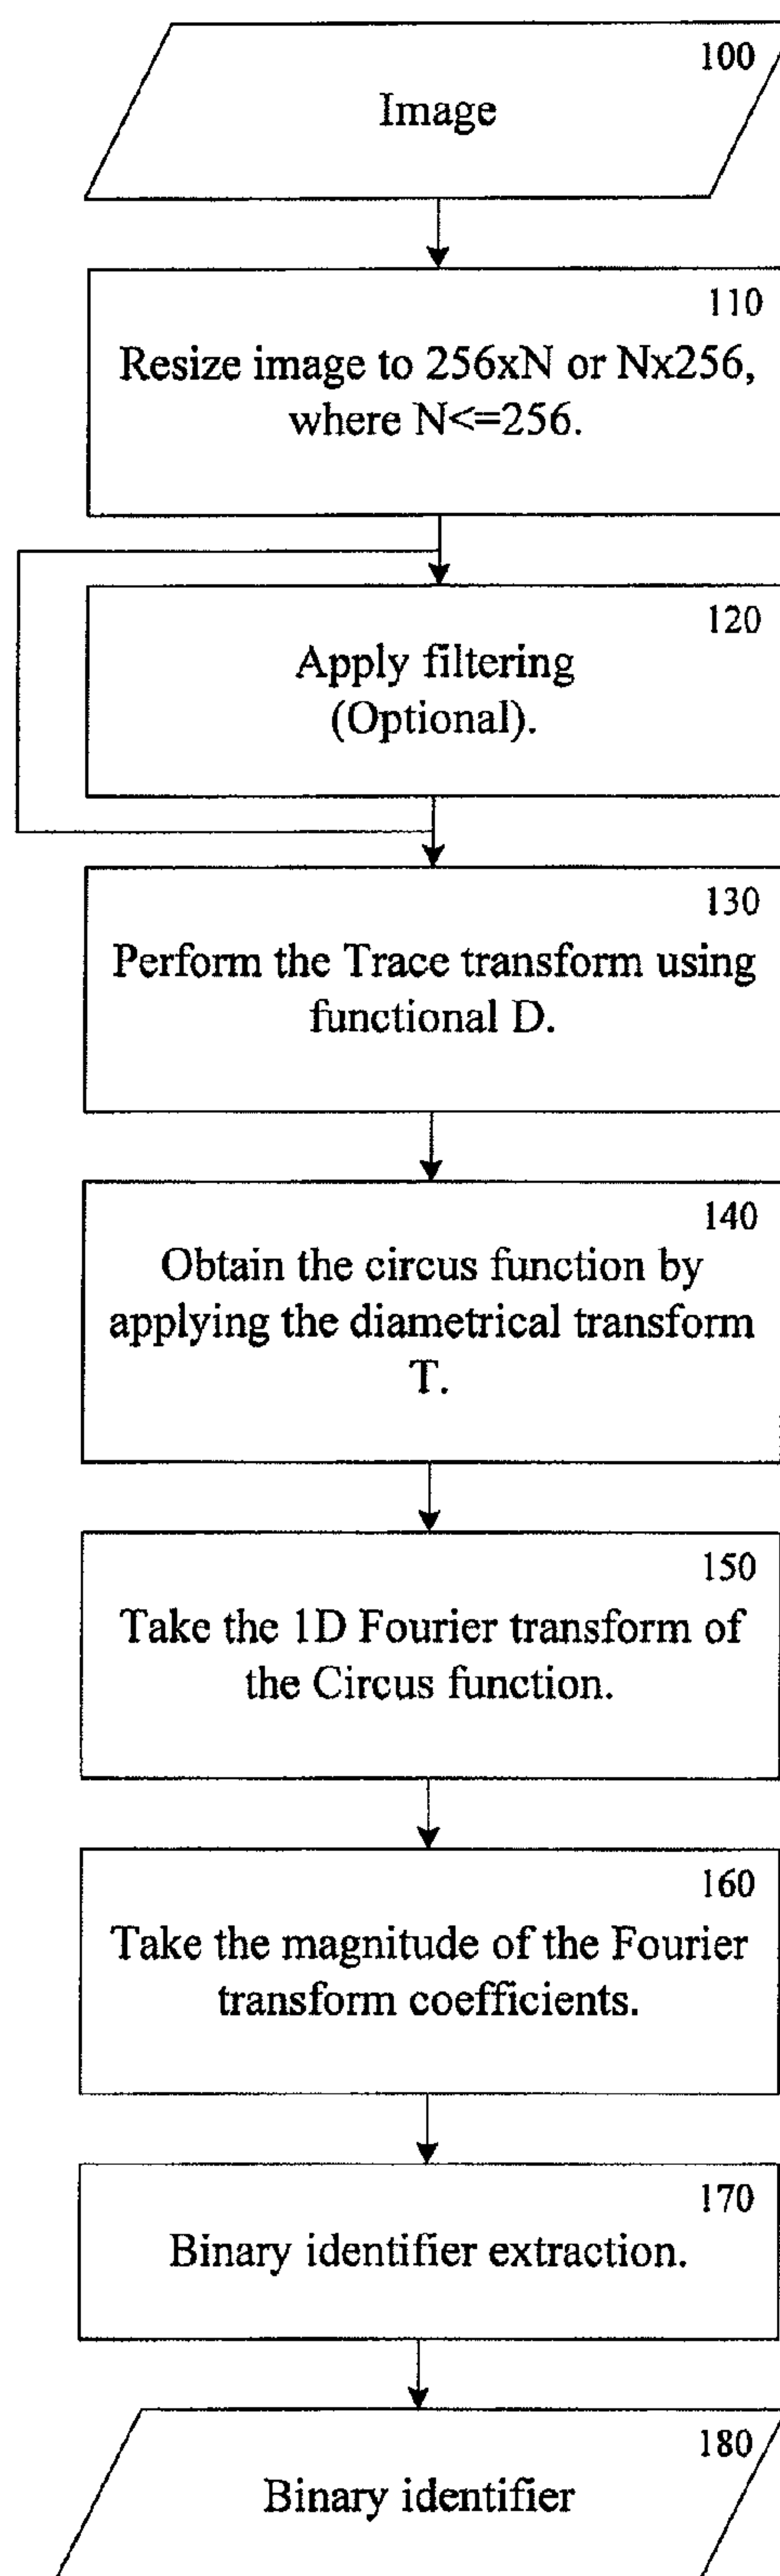 100
Image
110
Resize image to 256xN or Nx256,
where N<=256.
120
Apply filtering
(Optional).
130
Perform the Trace transform using
functional D.
140
Obtain the circus function by
applying the diametrical transform
T.
150
Take the 1D Fourier transform of
the Circus function.
160
Take the magnitude of the Fourier
transform coefficients.
170
Binary identifier extraction.
180
Binary identifier